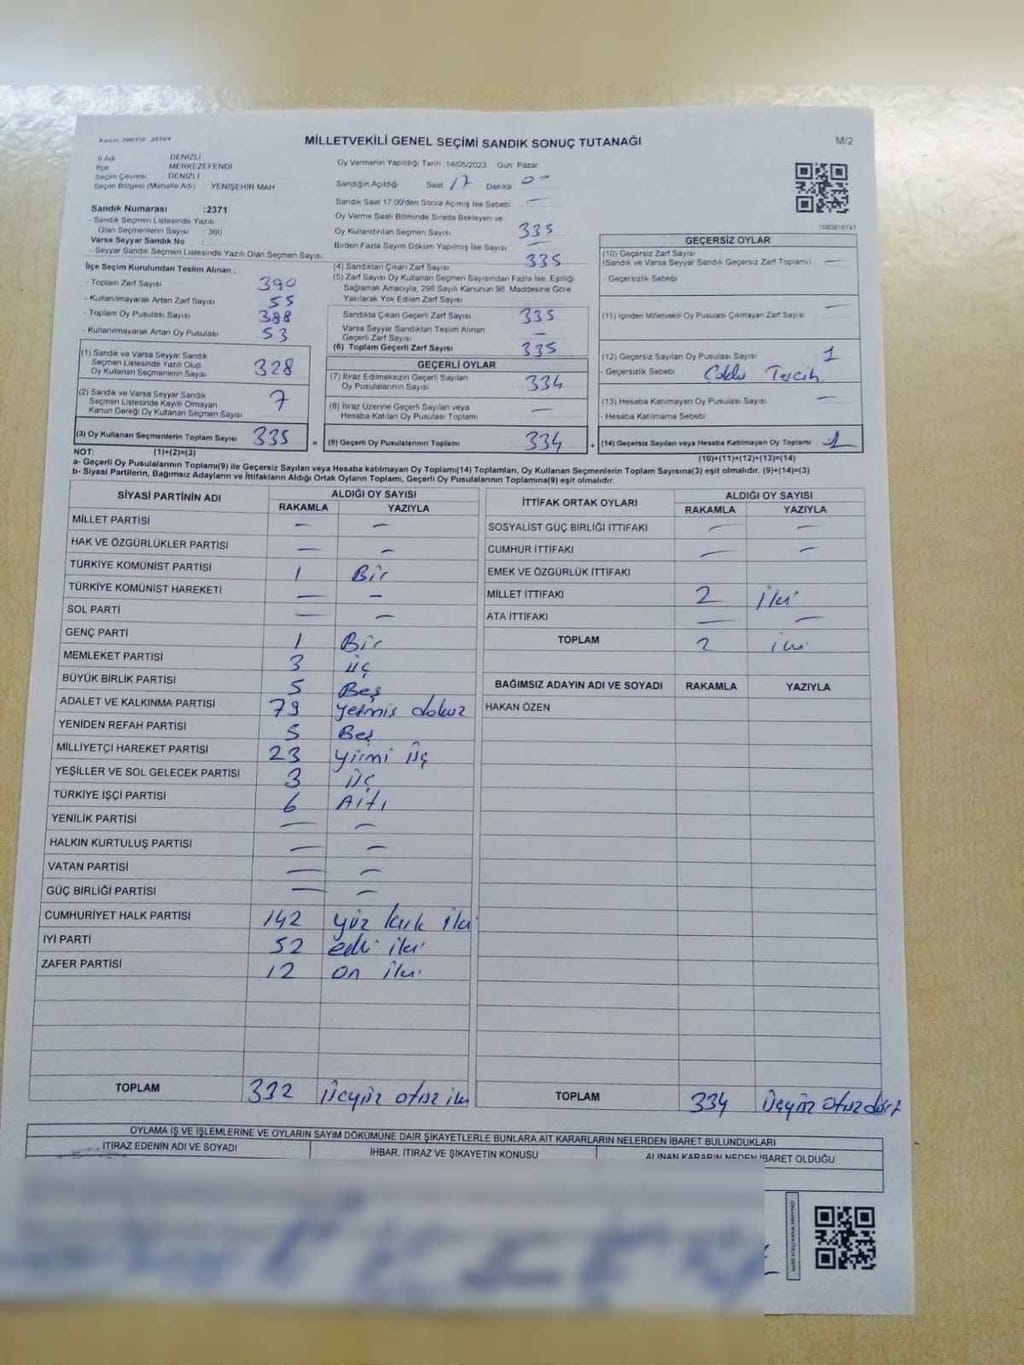 MİLLETVEKİLİ GENEL SEÇİMİ SANDIK SONUÇ TUTANAĞI
M/2
İl Adı DENİZLİ
İlçe MERKEZEFENDİ
Seçim Çevresi DENİZLİ
Seçim Bölgesi (Mahalle Adı) YENİŞEHİR MAH
Sandık Numarası :2371
- Sandık Seçmen Listesinde Yazılı
Olan Seçmenlerin Sayısı 360
Varsa Seyyar Sandık No :
- Seyyar Sandık Seçmen Listesinde Yazılı Olan Seçmen Sayısı
İlçe Seçim Kurulundan Teslim Alınan ;
- Toplam Zarf Sayısı 390
- Kullanılmayarak Artan Zarf Sayısı 55
- Toplam Oy Pusulası Sayısı 388
- Kullanılmayarak Artan Oy Pusulası 53
(1) Sandık ve Varsa Seyyar Sandık
Seçmen Listesinde Yazılı Olup
Oy Kullanan Seçmenlerin Sayısı 328
(2) Sandık ve Varsa Seyyar Sandık
Seçmen Listesinde Kayıtlı Olmayan
Kanun Gereği Oy Kullanan Seçmen Sayısı 7
(3) Oy Kullanan Seçmenlerin Toplam Sayısı 335 =
Oy Vermenin Yapıldığı Tarih: 14/05/2023 Gün Pazar
Sandığın Açıldığı Saat 17 Dakika 00
Sandık Saat 17.00'den Sonra Açılmış İse Sebebi —
Oy Verme Saati Bitiminde Sırada Bekleyen ve
Oy Kullandırılan Seçmen Sayısı 335
Birden Fazla Sayım Döküm Yapılmış İse Sayısı —
(4) Sandıktan Çıkan Zarf Sayısı 335
(5) Zarf Sayısı Oy Kullanan Seçmen Sayısından Fazla İse, Eşitliği
Sağlamak Amacıyla, 298 Sayılı Kanunun 98. Maddesine Göre
Yakılarak Yok Edilen Zarf Sayısı
Sandıkta Çıkan Geçerli Zarf Sayısı 335
Varsa Seyyar Sandıktan Teslim Alınan
Geçerli Zarf Sayısı —
(6) Toplam Geçerli Zarf Sayısı 335
GEÇERLİ OYLAR
(7) İtiraz Edilmeksizin Geçerli Sayılan
Oy Pusulalarının Sayısı 334
(8) İtiraz Üzerine Geçerli Sayılan veya
Hesaba Katılan Oy Pusulası Toplamı —
(9) Geçerli Oy Pusulalarının Toplamı 334 +
GEÇERSİZ OYLAR
(10) Geçersiz Zarf Sayısı
(Sandık ve Varsa Seyyar Sandık Geçersiz Zarf Toplamı) —
- Geçersizlik Sebebi
(11) İçinden Milletvekili Oy Pusulası Çıkmayan Zarf Sayısı —
(12) Geçersiz Sayılan Oy Pusulası Sayısı 1
- Geçersizlik Sebebi Çoklu Tercih
(13) Hesaba Katılmayan Oy Pusulası Sayısı —
- Hesaba Katılmama Sebebi
(14) Geçersiz Sayılan veya Hesaba Katılmayan Oy Toplamı 1
NOT: (1)+(2)=(3) (10)+(11)+(12)+(13)=(14)
a- Geçerli Oy Pusulalarının Toplamı(9) ile Geçersiz Sayılan veya Hesaba katılmayan Oy Toplamı(14) Toplamları, Oy Kullanan Seçmenlerin Toplam Sayısına(3) eşit olmalıdır. (9)+(14)=(3)
b- Siyasi Partilerin, Bağımsız Adayların ve İttifakların Aldığı Ortak Oyların Toplamı, Geçerli Oy Pusulalarının Toplamına(9) eşit olmalıdır.
SİYASİ PARTİNİN ADI ALDIĞI OY SAYISI
RAKAMLA YAZIYLA
MİLLET PARTİSİ — —
HAK VE ÖZGÜRLÜKLER PARTİSİ — —
TÜRKİYE KOMÜNİST PARTİSİ 1 Bir
TÜRKİYE KOMÜNİST HAREKETİ — —
SOL PARTİ — —
GENÇ PARTİ 1 Bir
MEMLEKET PARTİSİ 3 üç
BÜYÜK BİRLİK PARTİSİ 5 Beş
ADALET VE KALKINMA PARTİSİ 79 yetmiş dokuz
YENİDEN REFAH PARTİSİ 5 Beş
MİLLİYETÇİ HAREKET PARTİSİ 23 yirmi üç
YEŞİLLER VE SOL GELECEK PARTİSİ 3 üç
TÜRKİYE İŞÇİ PARTİSİ 6 Altı
YENİLİK PARTİSİ — —
HALKIN KURTULUŞ PARTİSİ — —
VATAN PARTİSİ — —
GÜÇ BİRLİĞİ PARTİSİ — —
CUMHURİYET HALK PARTİSİ 142 yüz kırk iki
İYİ PARTİ 52 elli iki
ZAFER PARTİSİ 12 on iki
TOPLAM 332 üçyüz otuz iki
İTTİFAK ORTAK OYLARI ALDIĞI OY SAYISI
RAKAMLA YAZIYLA
SOSYALİST GÜÇ BİRLİĞİ İTTİFAKI — —
CUMHUR İTTİFAKI — —
EMEK VE ÖZGÜRLÜK İTTİFAKI
MİLLET İTTİFAKI 2 iki
ATA İTTİFAKI — —
TOPLAM 2 iki
BAĞIMSIZ ADAYIN ADI VE SOYADI RAKAMLA YAZIYLA
HAKAN ÖZEN
TOPLAM 334 üçyüz otuz dört
OYLAMA İŞ VE İŞLEMLERİNE VE OYLARIN SAYIM DÖKÜMÜNE DAİR ŞİKAYETLERLE BUNLARA AİT KARARLARIN NELERDEN İBARET BULUNDUKLARI
İTİRAZ EDENİN ADI VE SOYADI İHBAR, İTİRAZ VE ŞİKAYETİN KONUSU ALINAN KARARIN NEDEN İBARET OLDUĞU